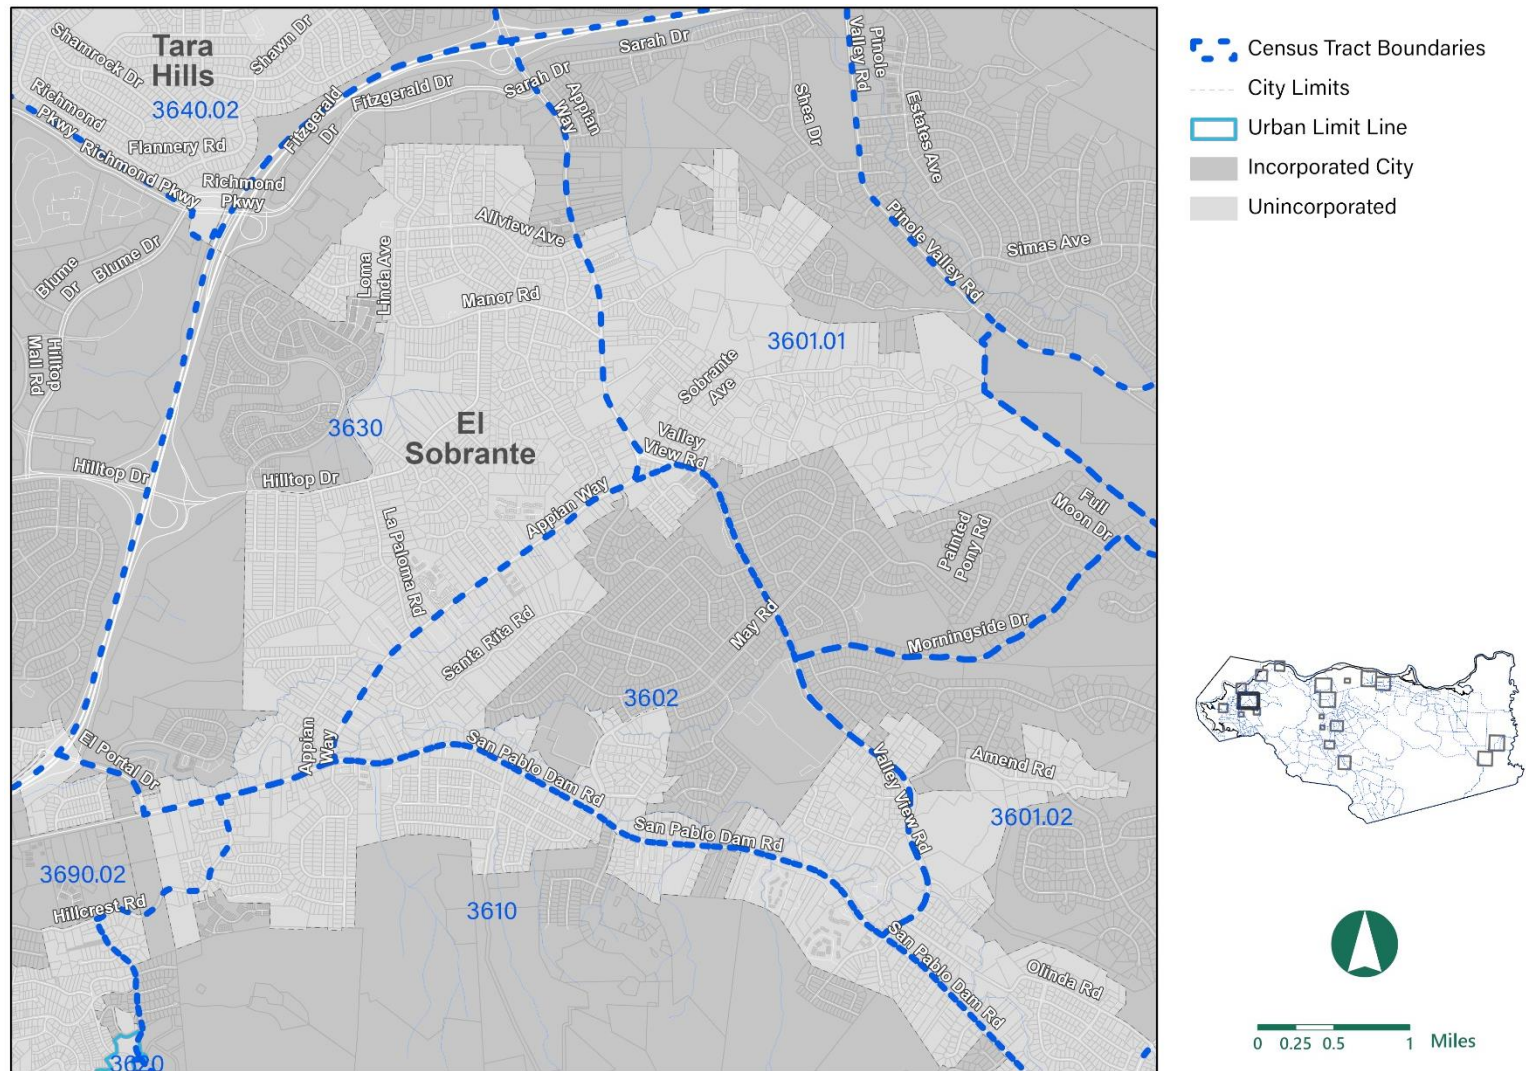 Census Tract Boundaries
City Limits
Urban Limit Line
Incorporated City
Unincorporated
Tara
Hills
3640.02
Shamrock Dr
Shawn Dr
Richmond
Pkwy
Richmond Pkwy
Flannery Rd
Richmond
Pkwy
Fitzgerald
Dr
Fitzgerald Dr
Sarah Dr
Sarah Dr
Appian
Way
Pinole
Valley Rd
Shea Dr
Estates Ave
Pinole Valley Rd
Simas Ave
Blume
Dr
Blume Dr
Hilltop
Mall Rd
Loma
Linda Ave
Allview Ave
Manor Rd
3601.01
Sobrante
Ave
3630
El
Sobrante
Valley
View Rd
Hilltop Dr
Hilltop Dr
Appian Way
La Paloma Rd
Full
Moon Dr
Painted
Pony Rd
May Rd
Morningside Dr
Santa Rita Rd
3602
Appian
Way
El Portal Dr
San Pablo Dam Rd
San Pablo Dam Rd
Valley View Rd
Amend Rd
3601.02
3690.02
Hillcrest Rd
3610
San Pablo Dam Rd
Olinda Rd
3620
0 0.25 0.5 1 Miles